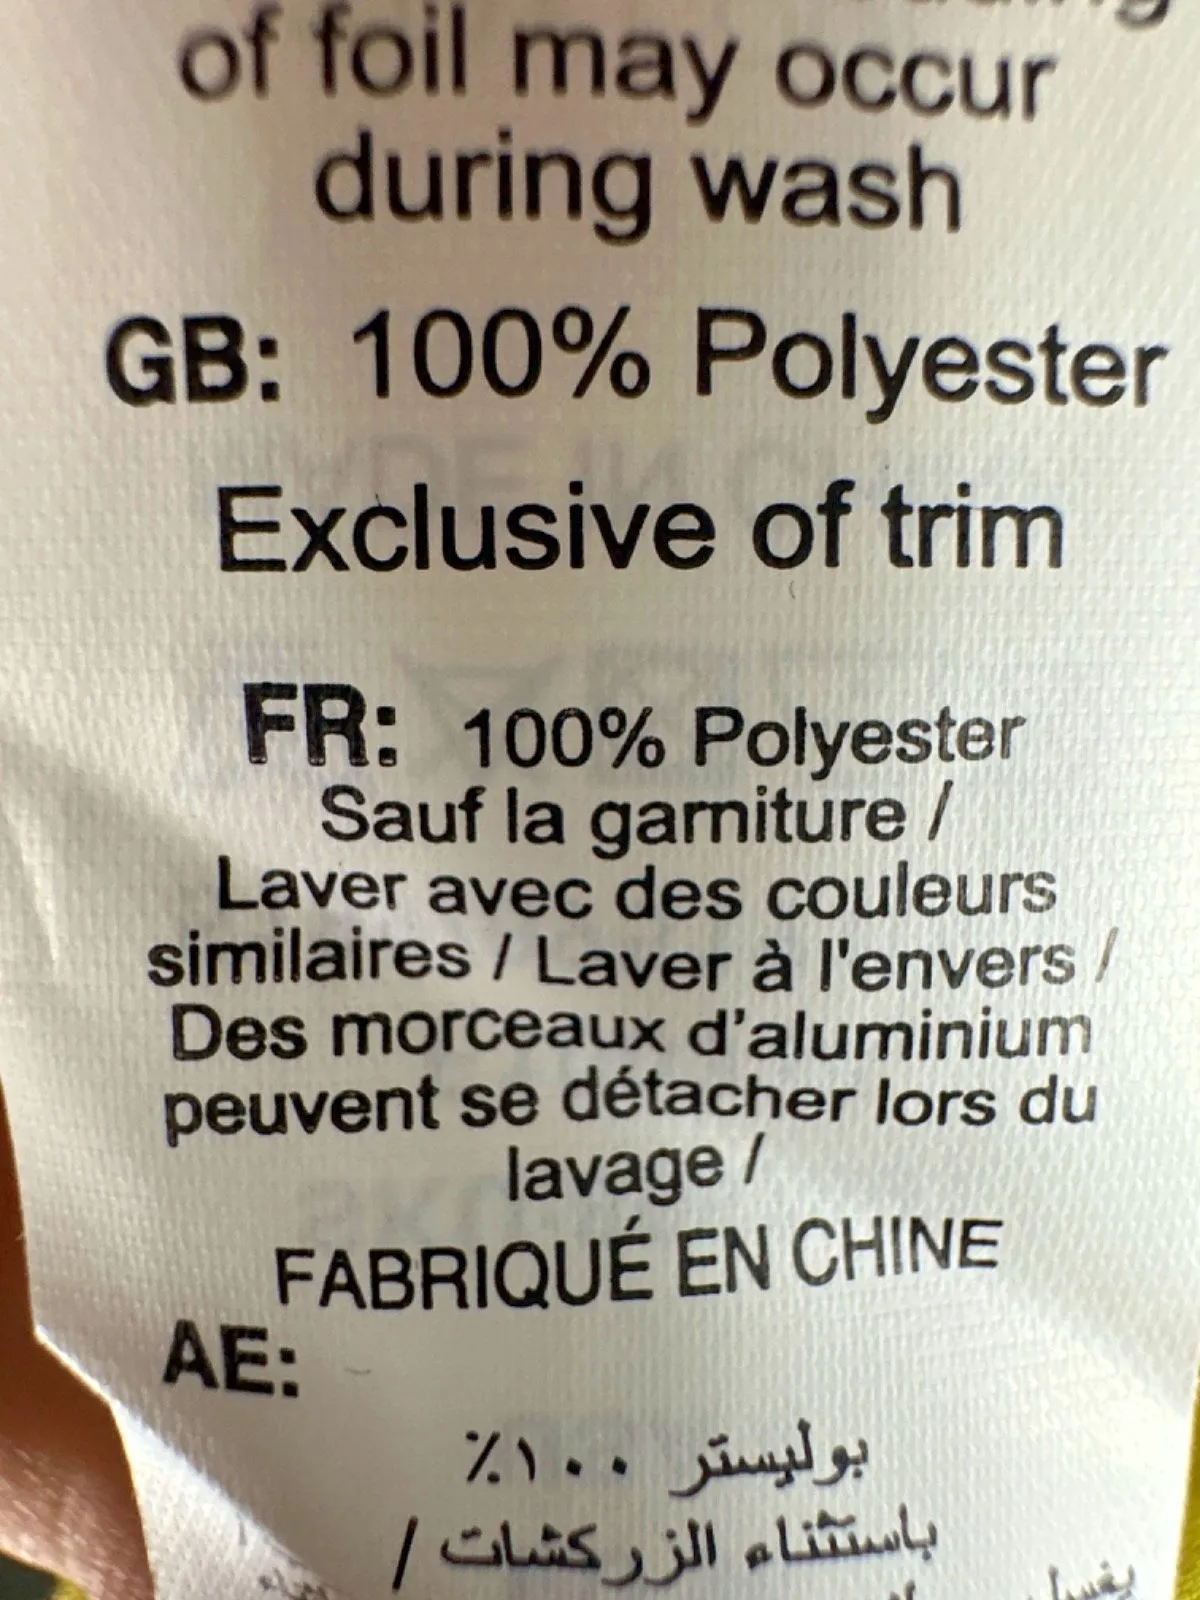 of foil may occur
during wash
GB: 100% Polyester
Exclusive of trim
FR: 100% Polyester
Sauf la garniture /
Laver avec des couleurs
similaires / Laver à l'envers /
Des morceaux d’aluminium
peuvent se détacher lors du
lavage /
FABRIQUÉ EN CHINE
AE:
بوليستر ١٠٠٪
باستثناء الزركشات /